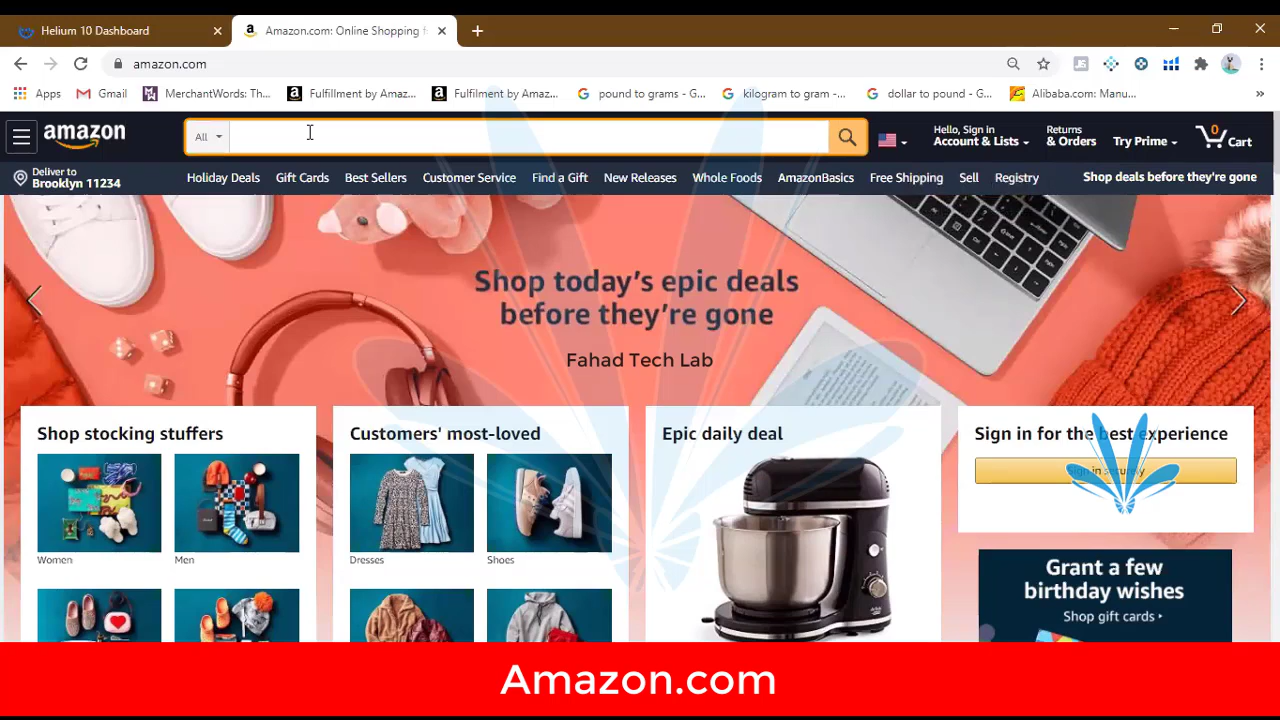 Helium 10 Dashboard
Amazon.com: Online Shopping f
amazon.com
Apps
Gmail
MerchantWords: Th...
Fulfillment by Amaz...
Fulfilment by Amaz...
pound to grams - G...
kilogram to gram -...
dollar to pound - G...
Alibaba.com: Manu...
amazon
All
Hello, Sign in
Account & Lists
Returns
& Orders
Try Prime
0
Cart
Deliver to
Brooklyn 11234
Holiday Deals
Gift Cards
Best Sellers
Customer Service
Find a Gift
New Releases
Whole Foods
AmazonBasics
Free Shipping
Sell
Registry
Shop deals before they're gone
Shop today's epic deals
before they're gone
Fahad Tech Lab
Shop stocking stuffers
Customers' most-loved
Epic daily deal
Sign in for the best experience
Sign in securely
Women
Men
Dresses
Shoes
Grant a few
birthday wishes
Shop gift cards
Amazon.com